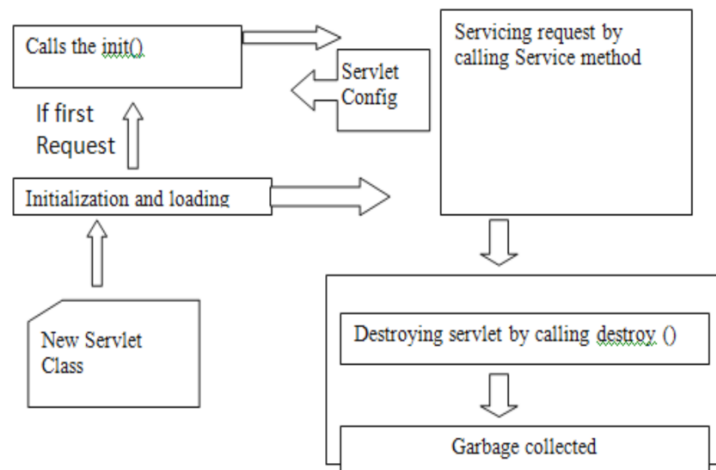 Calls the init()
Servicing request by
calling Service method
Servlet
Config
If first
Request
Initialization and loading
New Servlet
Class
Destroying servlet by calling destroy ()
Garbage collected